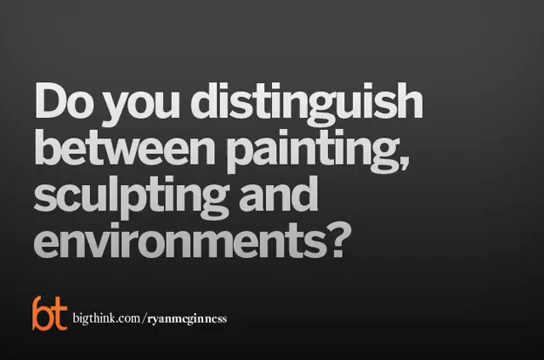 Do you distinguish
between painting,
sculpting and
environments?
bt bigthink.com/ryanmcginness